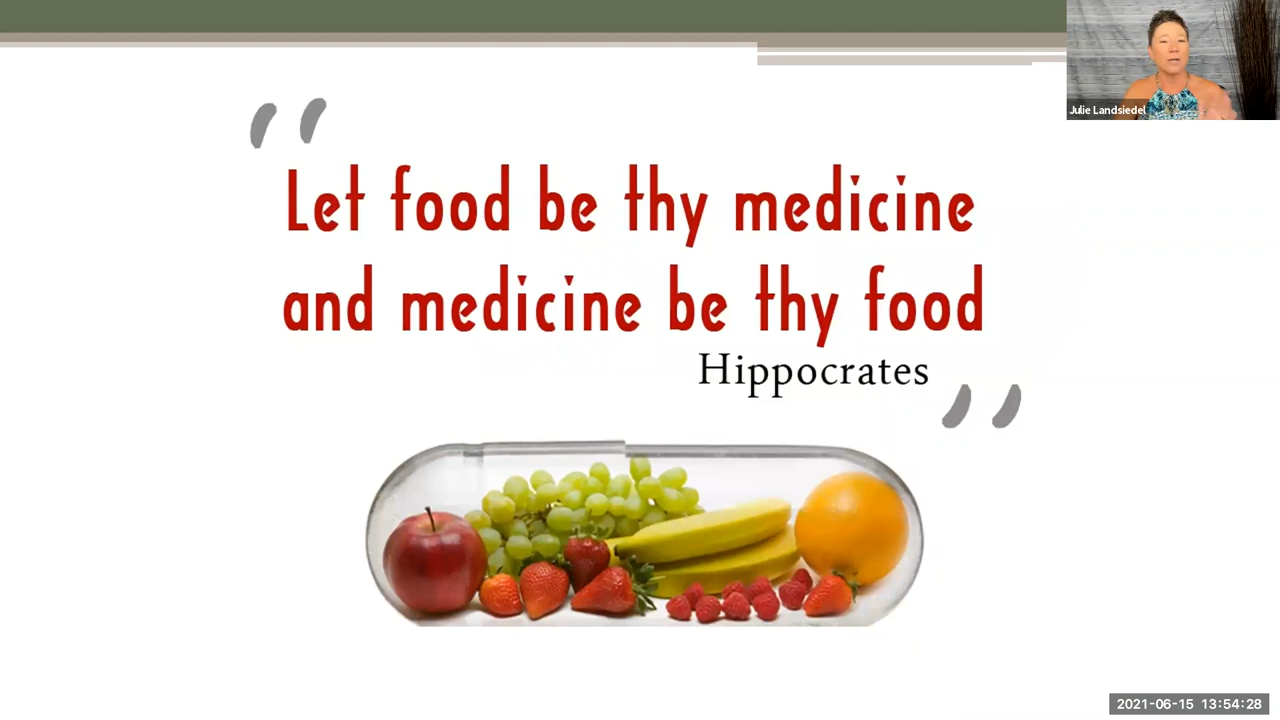 Julie Landsiedel
“
Let food be thy medicine
and medicine be thy food
Hippocrates
”
2021-06-15 13:54:28